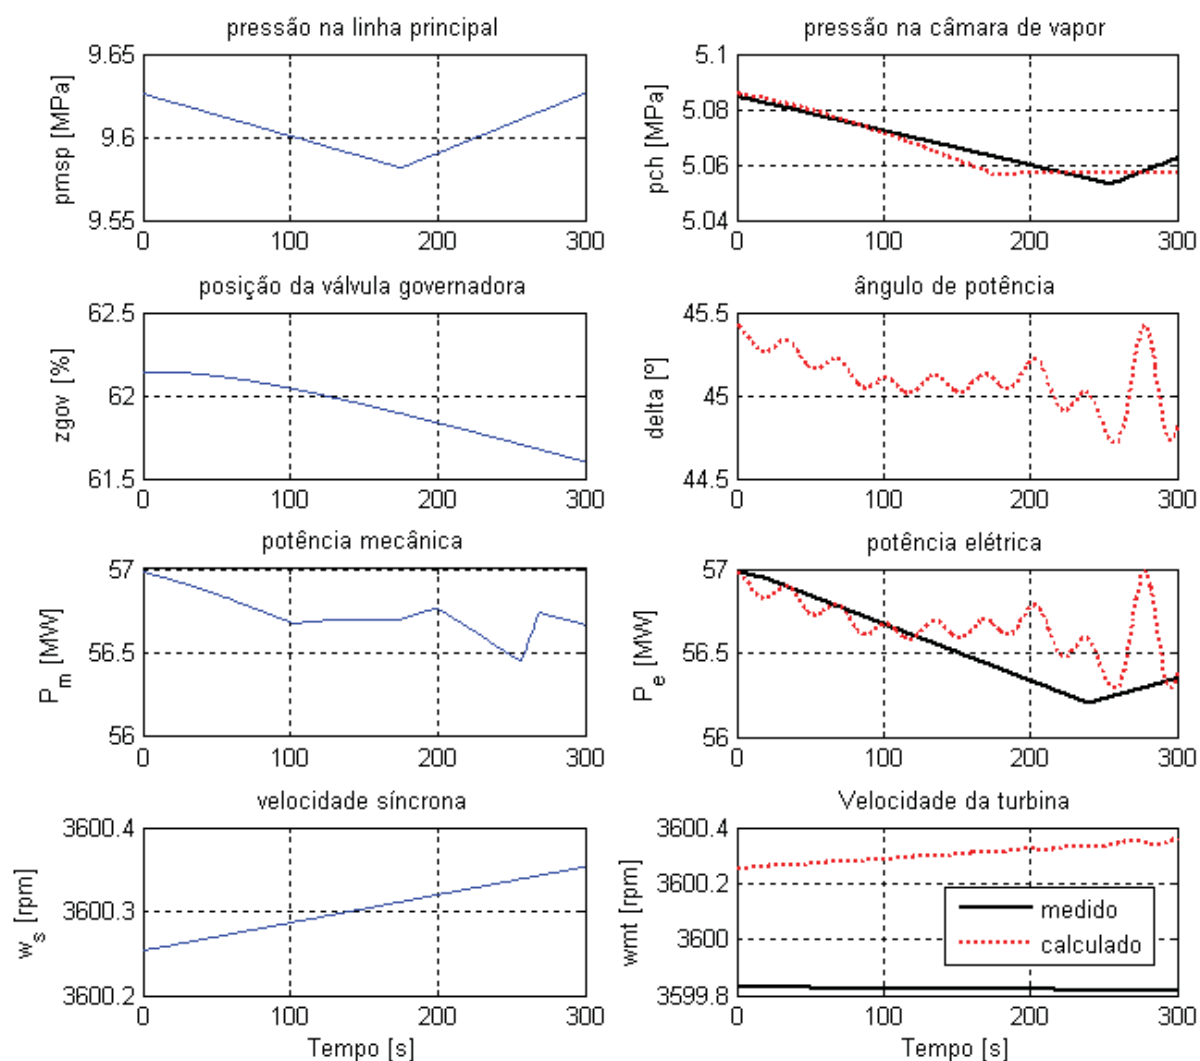 pressão na linha principal
9.65
9.6
9.55
pmsp [MPa]
0 100 200 300
pressão na câmara de vapor
5.1
5.08
5.06
5.04
pch [MPa]
0 100 200 300
posição da válvula governadora
62.5
62
61.5
zgov [%]
0 100 200 300
ângulo de potência
45.5
45
44.5
delta [º]
0 100 200 300
potência mecânica
57
56.5
56
P_m [MW]
0 100 200 300
potência elétrica
57
56.5
56
P_e [MW]
0 100 200 300
velocidade síncrona
3600.4
3600.3
3600.2
w_s [rpm]
0 100 200 300
Tempo [s]
Velocidade da turbina
3600.4
3600.2
3600
3599.8
wmt [rpm]
medido
calculado
0 100 200 300
Tempo [s]